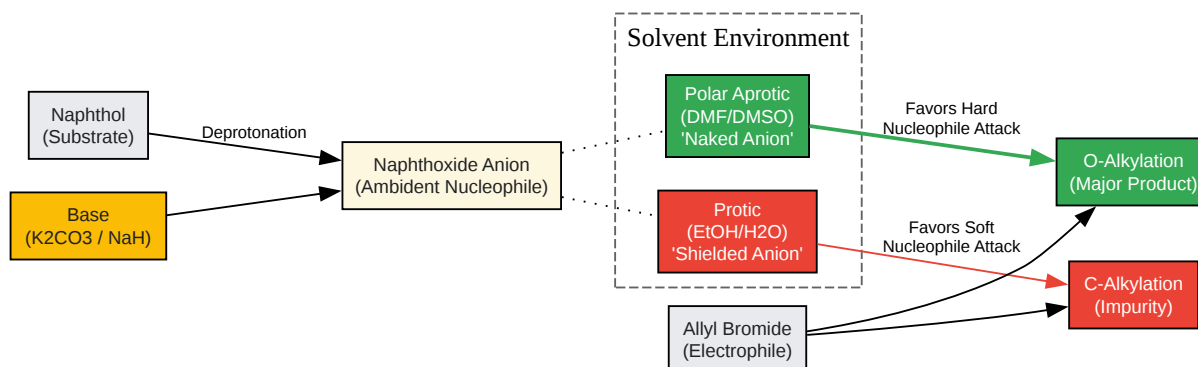 Solvent Environment
Naphthol
(Substrate)
Deprotonation
Base
(K2CO3 / NaH)
Naphthoxide Anion
(Ambident Nucleophile)
Polar Aprotic
(DMF/DMSO)
'Naked Anion'
Protic
(EtOH/H2O)
'Shielded Anion'
Allyl Bromide
(Electrophile)
Favors Hard
Nucleophile Attack
Favors Soft
Nucleophile Attack
O-Alkylation
(Major Product)
C-Alkylation
(Impurity)